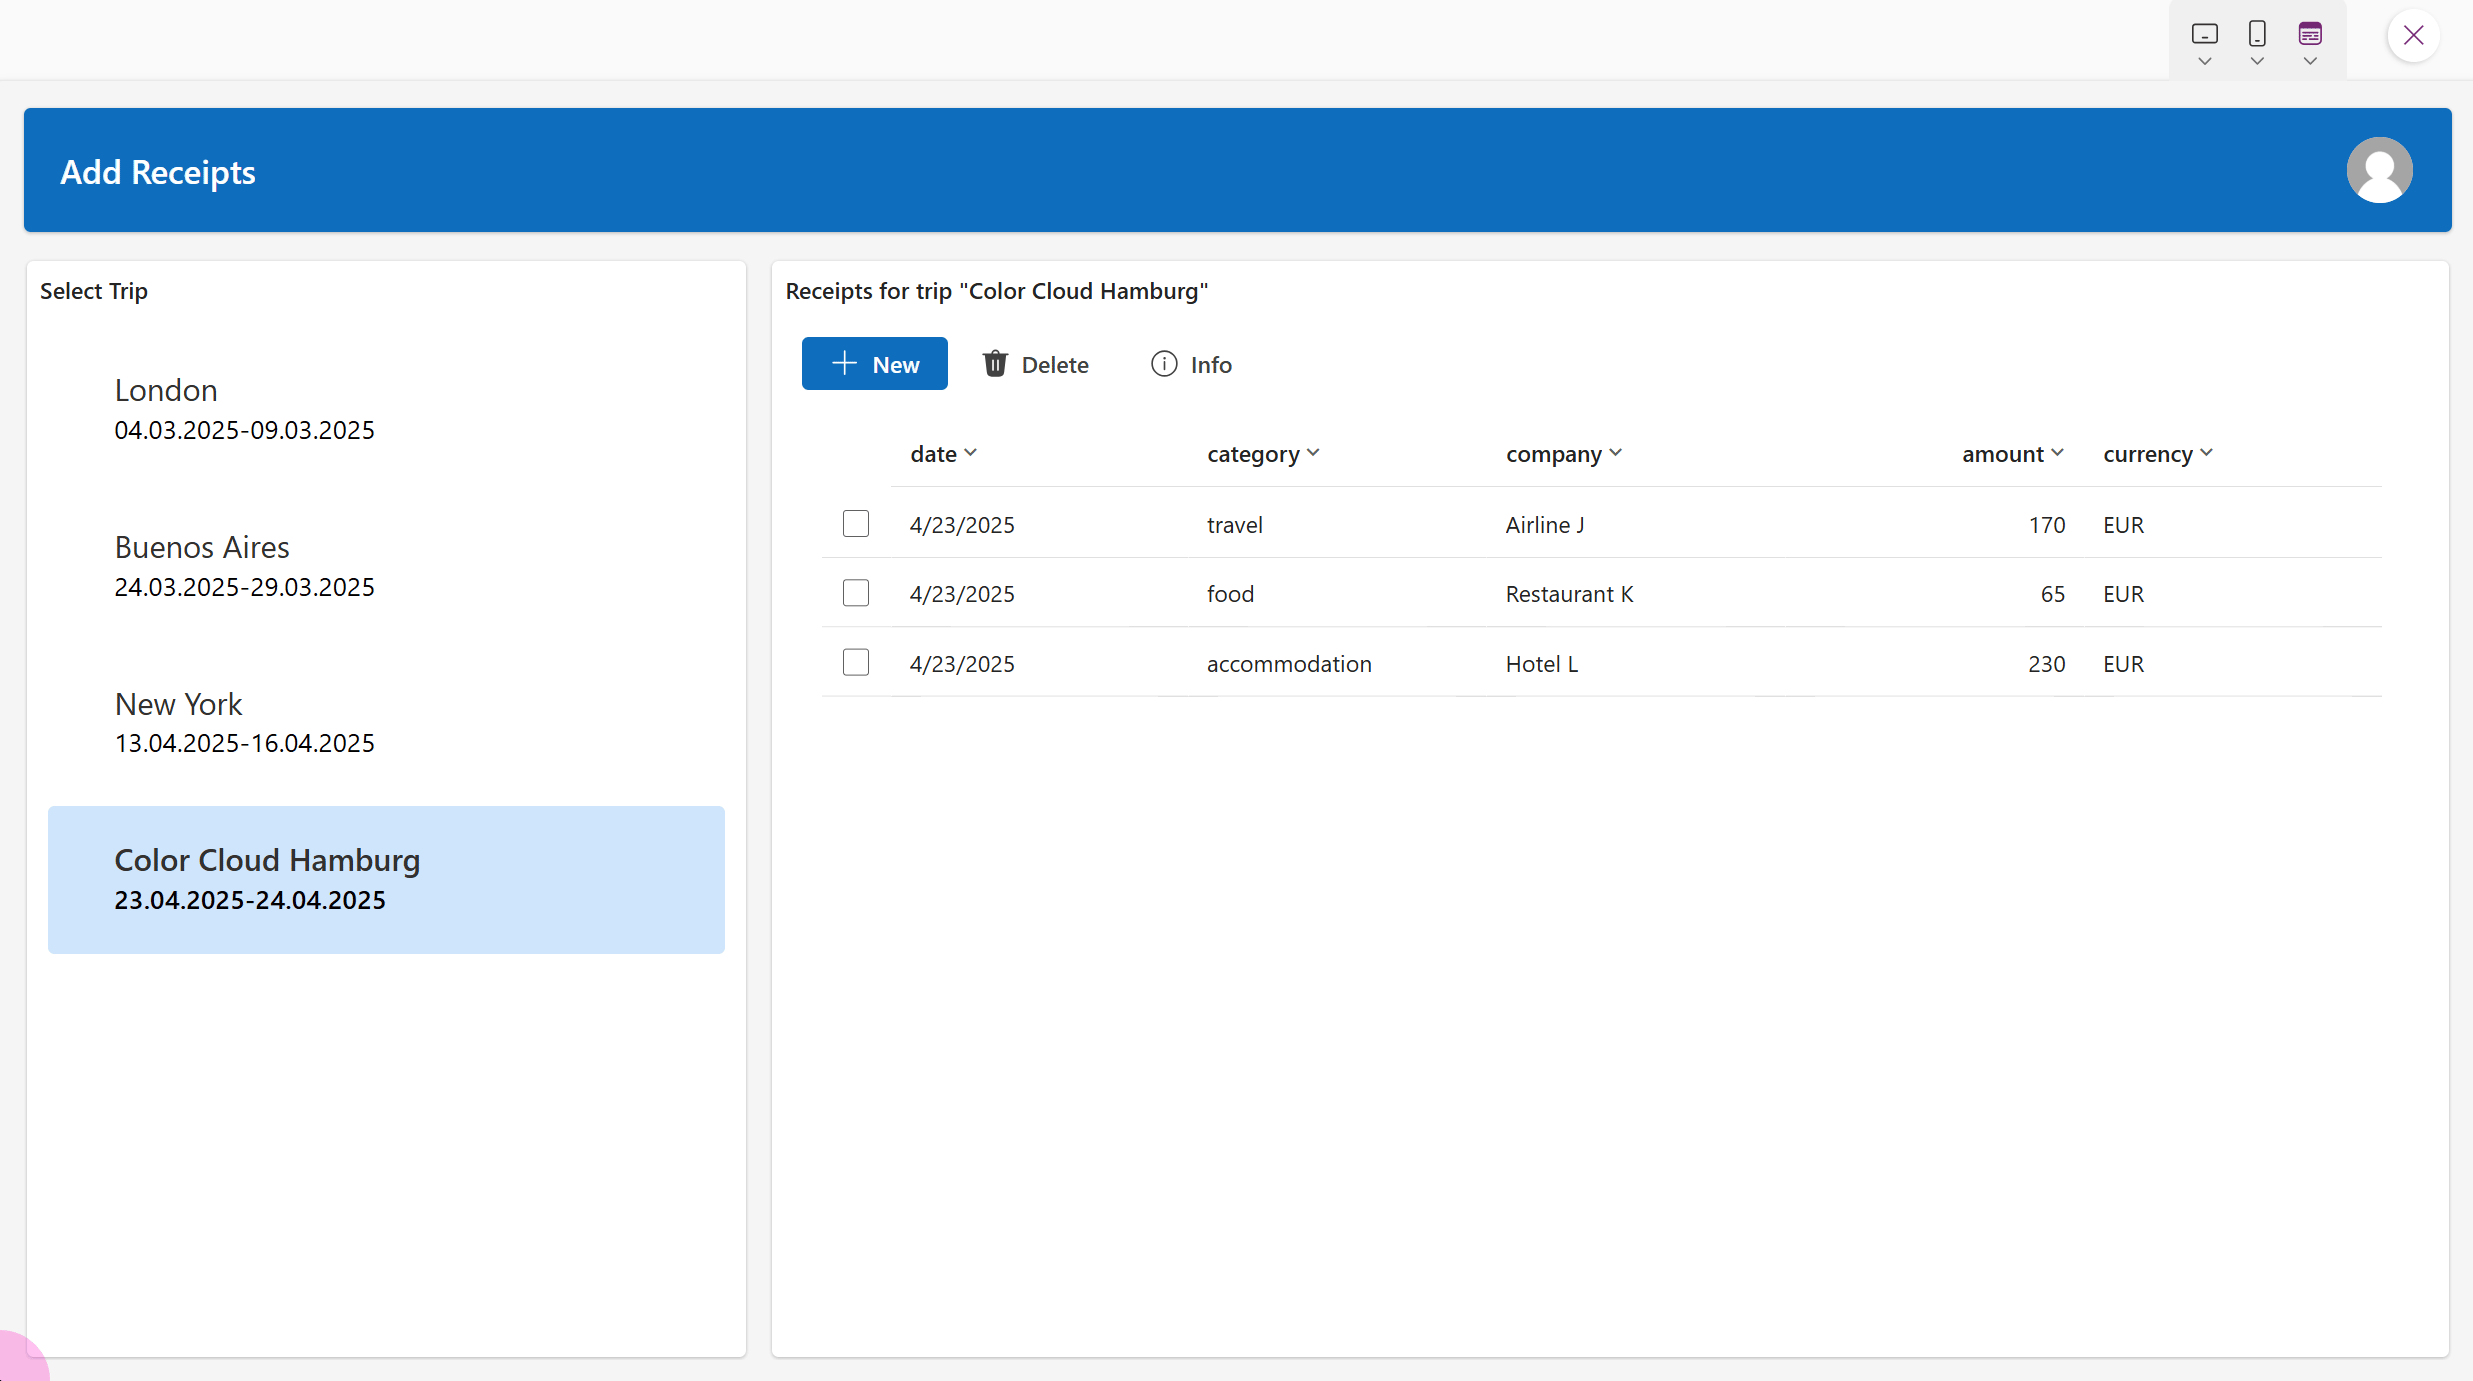 Add Receipts
Select Trip
London
04.03.2025-09.03.2025
Buenos Aires
24.03.2025-29.03.2025
New York
13.04.2025-16.04.2025
Color Cloud Hamburg
23.04.2025-24.04.2025
Receipts for trip "Color Cloud Hamburg"
New Delete Info
date category company amount currency
4/23/2025 travel Airline J 170 EUR
4/23/2025 food Restaurant K 65 EUR
4/23/2025 accommodation Hotel L 230 EUR